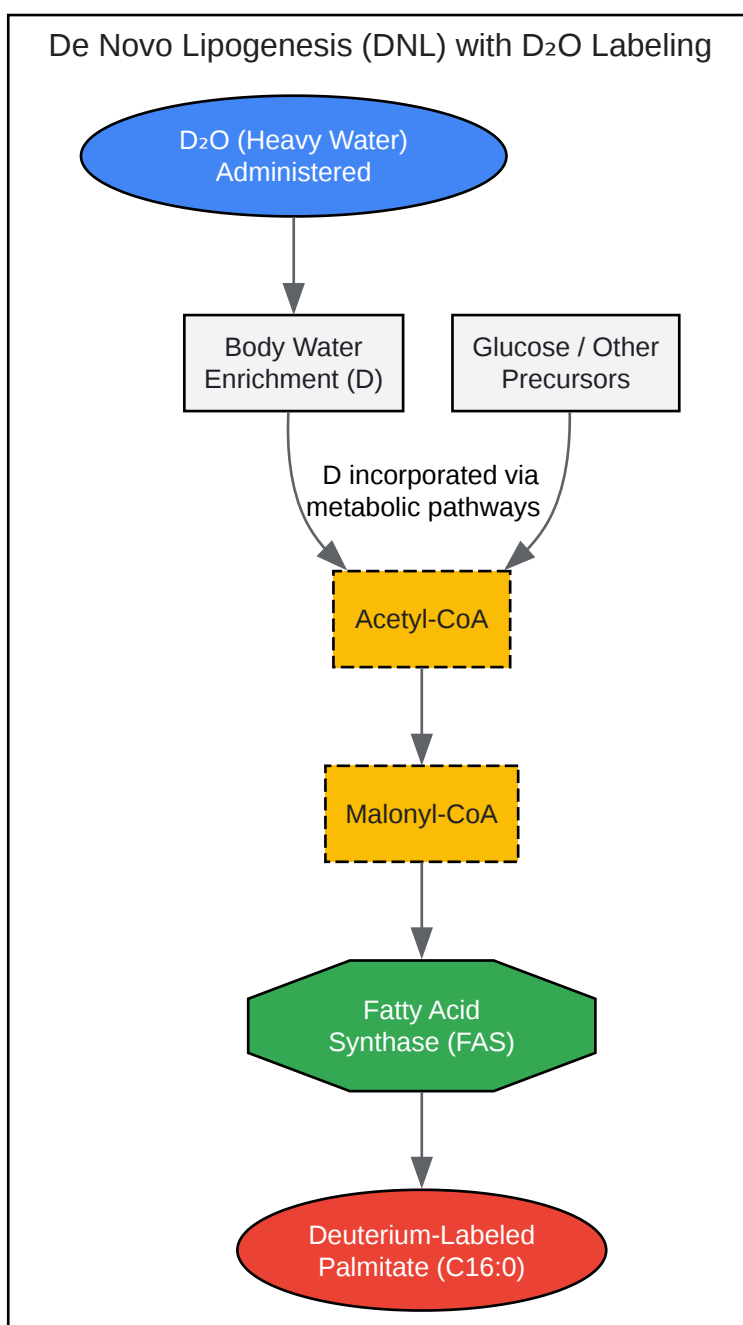 De Novo Lipogenesis (DNL) with D₂O Labeling
D₂O (Heavy Water)
Administered
Body Water
Enrichment (D)
Glucose / Other
Precursors
D incorporated via
metabolic pathways
Acetyl-CoA
Malonyl-CoA
Fatty Acid
Synthase (FAS)
Deuterium-Labeled
Palmitate (C16:0)